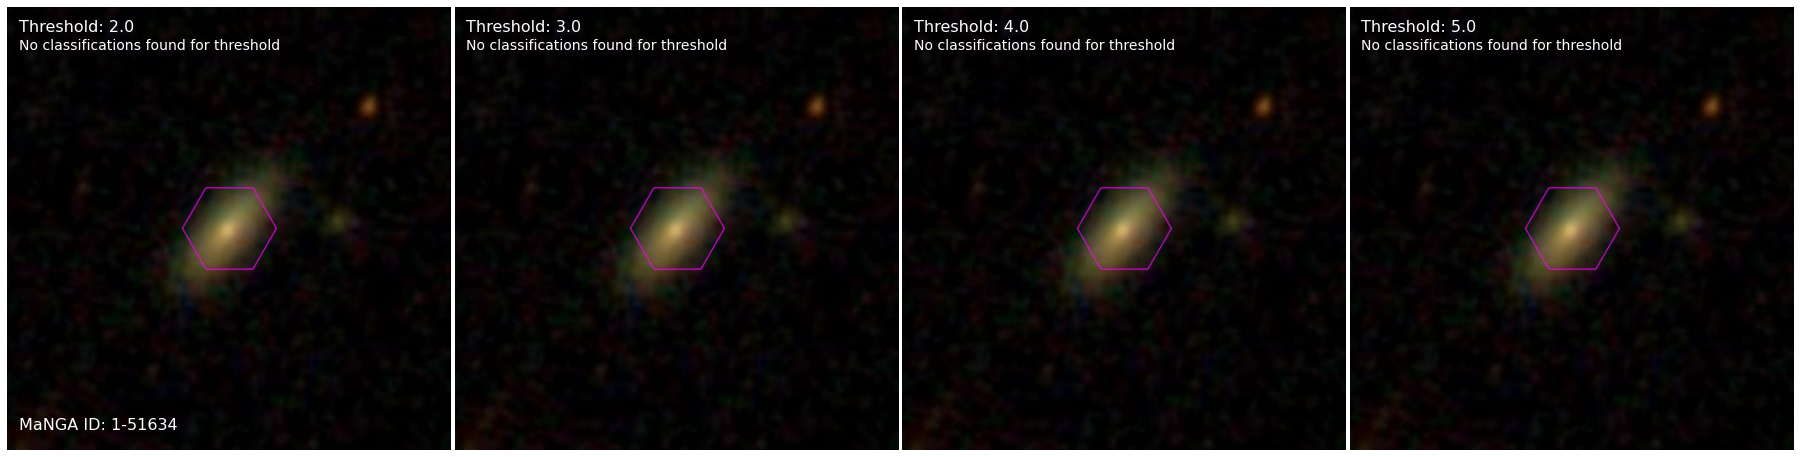 Threshold: 2.0
No classifications found for threshold
MaNGA ID: 1-51634
Threshold: 3.0
No classifications found for threshold
Threshold: 4.0
No classifications found for threshold
Threshold: 5.0
No classifications found for threshold